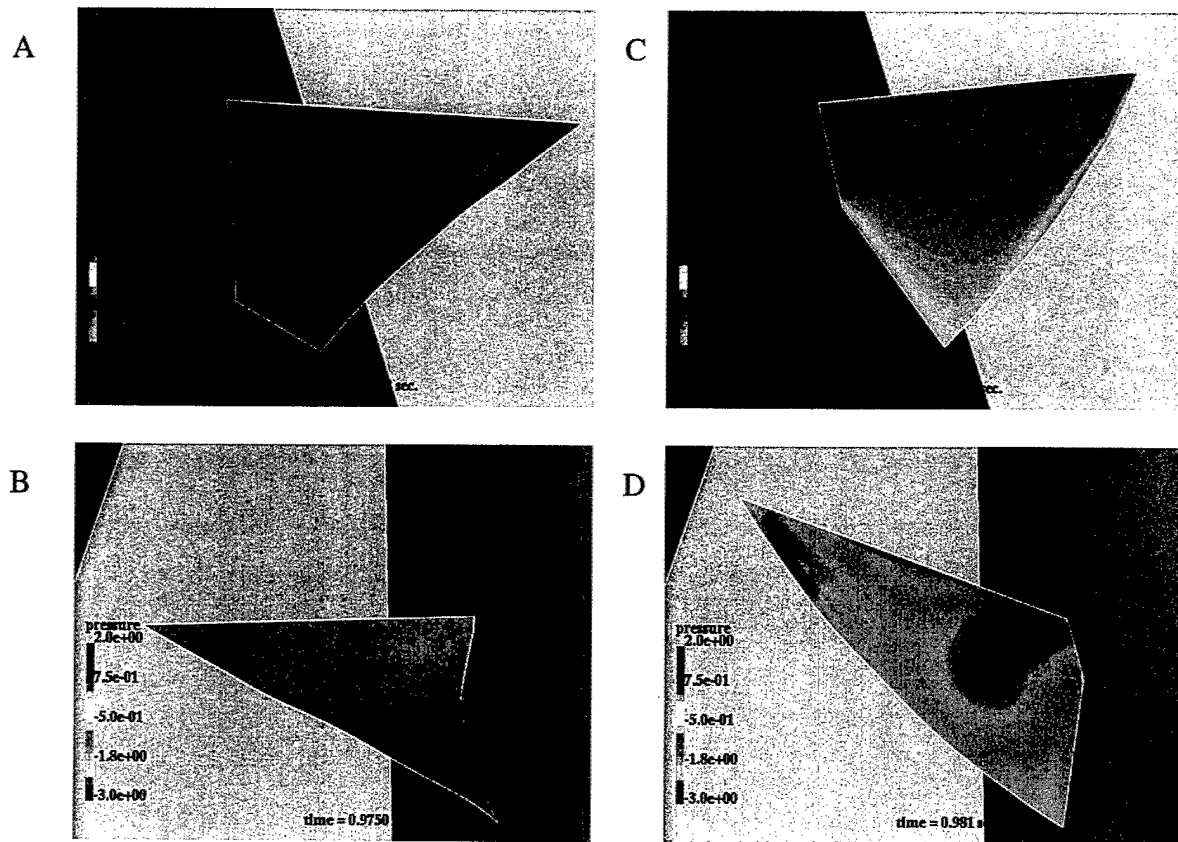 A
sec.
C
sec.
B
pressure
2.0e+00
7.5e-01
-5.0e-01
-1.8e+00
-3.0e+00
time = 0.9750
D
pressure
2.0e+00
7.5e-01
-5.0e-01
-1.8e+00
-3.0e+00
time = 0.981 s